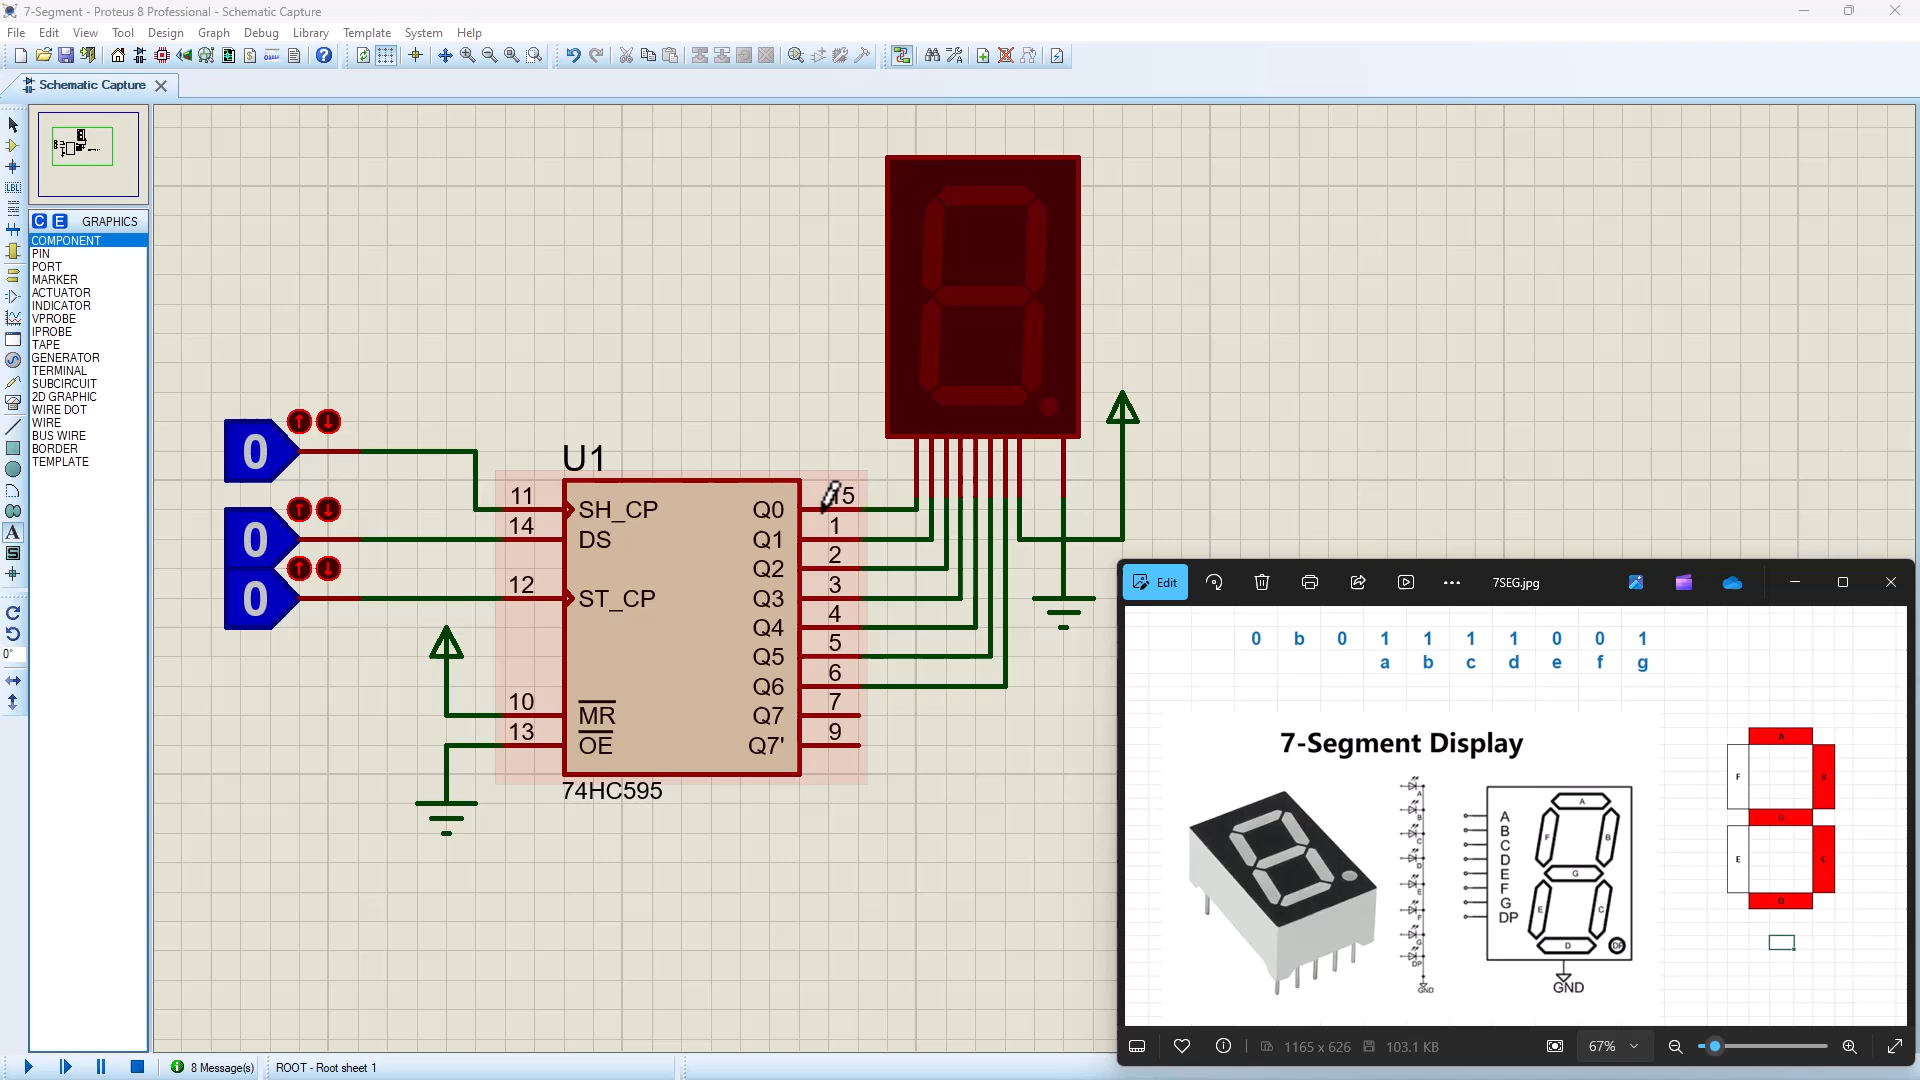 7-Segment - Proteus 8 Professional - Schematic Capture
File Edit View Tool Design Graph Debug Library Template System Help
Schematic Capture
C E GRAPHICS
COMPONENT
PIN
PORT
MARKER
ACTUATOR
INDICATOR
VPROBE
IPROBE
TAPE
GENERATOR
TERMINAL
SUBCIRCUIT
2D GRAPHIC
WIRE DOT
WIRE
BUS WIRE
BORDER
TEMPLATE
LBL
A
S
0°
0
0
0
U1
11 SH_CP
14 DS
12 ST_CP
10 MR
13 OE
Q0 15
Q1 1
Q2 2
Q3 3
Q4 4
Q5 5
Q6 6
Q7 7
Q7' 9
74HC595
Edit 7SEG.jpg
0 b 0 1 1 1 1 0 0 1
a b c d e f g
7-Segment Display
A
B
C
D
E
F
G
DP
A
F B
G
E C
D DP
GND
GND
A
F B
G
E C
D
1165 x 626 103.1 KB 67%
8 Message(s) ROOT - Root sheet 1